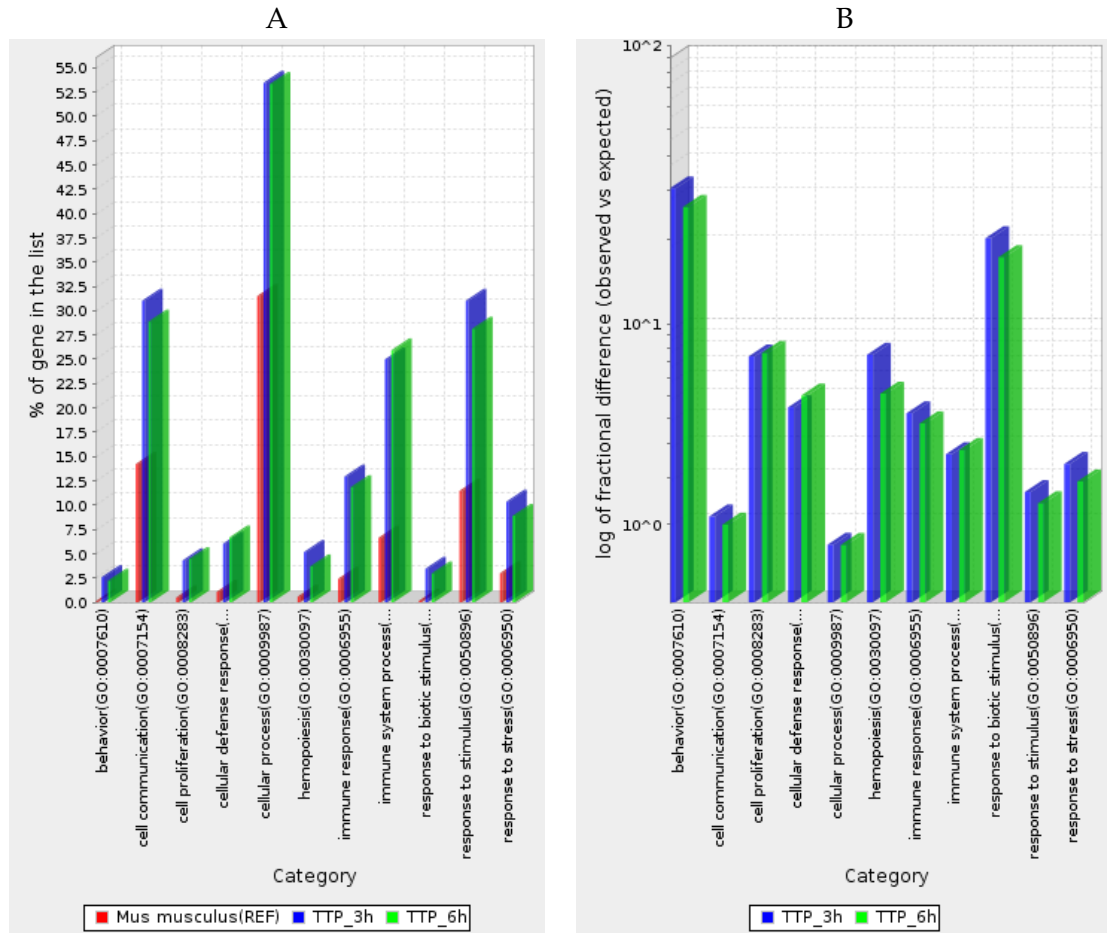 A
% of gene in the list
55.0
52.5
50.0
47.5
45.0
42.5
40.0
37.5
35.0
32.5
30.0
27.5
25.0
22.5
20.0
17.5
15.0
12.5
10.0
7.5
5.0
2.5
0.0
behavior(GO:0007610)
cell communication(GO:0007154)
cell proliferation(GO:0008283)
cellular defense response(...
cellular process(GO:0009987)
hemopoiesis(GO:0030097)
immune response(GO:0006955)
immune system process(...
response to biotic stimulus(...
response to stimulus(GO:0050896)
response to stress(GO:0006950)
Category
Mus musculus(REF) TTP_3h TTP_6h
B
log of fractional difference (observed vs expected)
10^2
10^1
10^0
behavior(GO:0007610)
cell communication(GO:0007154)
cell proliferation(GO:0008283)
cellular defense response(...
cellular process(GO:0009987)
hemopoiesis(GO:0030097)
immune response(GO:0006955)
immune system process(...
response to biotic stimulus(...
response to stimulus(GO:0050896)
response to stress(GO:0006950)
Category
TTP_3h TTP_6h